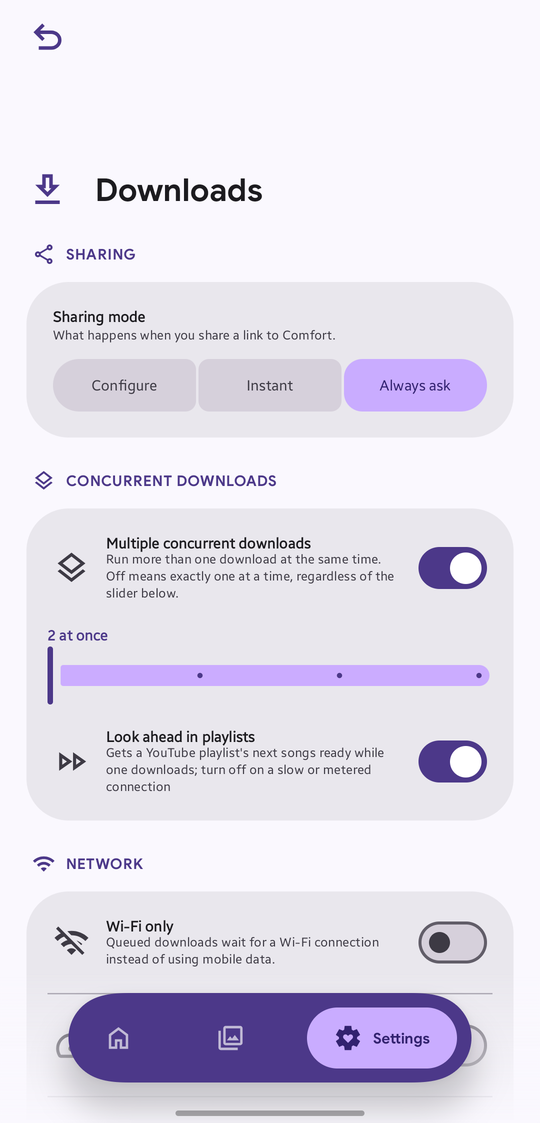 Downloads
SHARING
Sharing mode
What happens when you share a link to Comfort.
Configure
Instant
Always ask
CONCURRENT DOWNLOADS
Multiple concurrent downloads
Run more than one download at the same time.
Off means exactly one at a time, regardless of the
slider below.
2 at once
Look ahead in playlists
Gets a YouTube playlist's next songs ready while
one downloads; turn off on a slow or metered
connection
NETWORK
Wi-Fi only
Queued downloads wait for a Wi-Fi connection
instead of using mobile data.
Settings